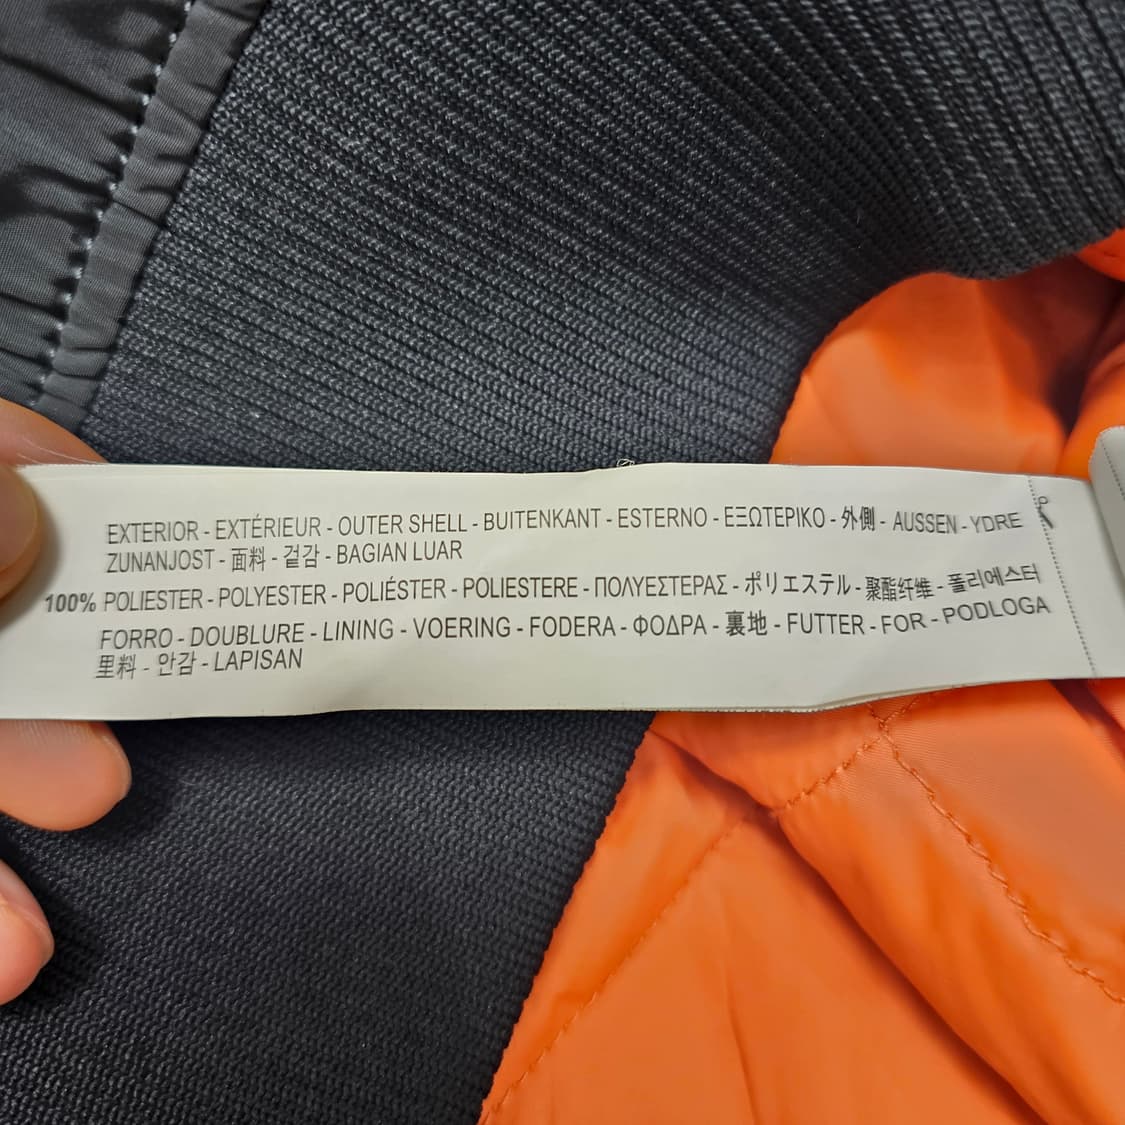 EXTERIOR - EXTÉRIEUR - OUTER SHELL - BUITENKANT - ESTERNO - ΕΞΩΤΕΡΙΚΟ - 外側 - AUSSEN - YDRE
ZUNANJOST - 面料 - 겉감 - BAGIAN LUAR
100% POLIESTER - POLYESTER - POLIÉSTER - POLIESTERE - ΠΟΛΥΕΣΤΕΡΑΣ - ポリエステル - 聚酯纤维 - 폴리에스터
FORRO - DOUBLURE - LINING - VOERING - FODERA - ΦΟΔΡΑ - 裏地 - FUTTER - FOR - PODLOGA
里料 - 안감 - LAPISAN